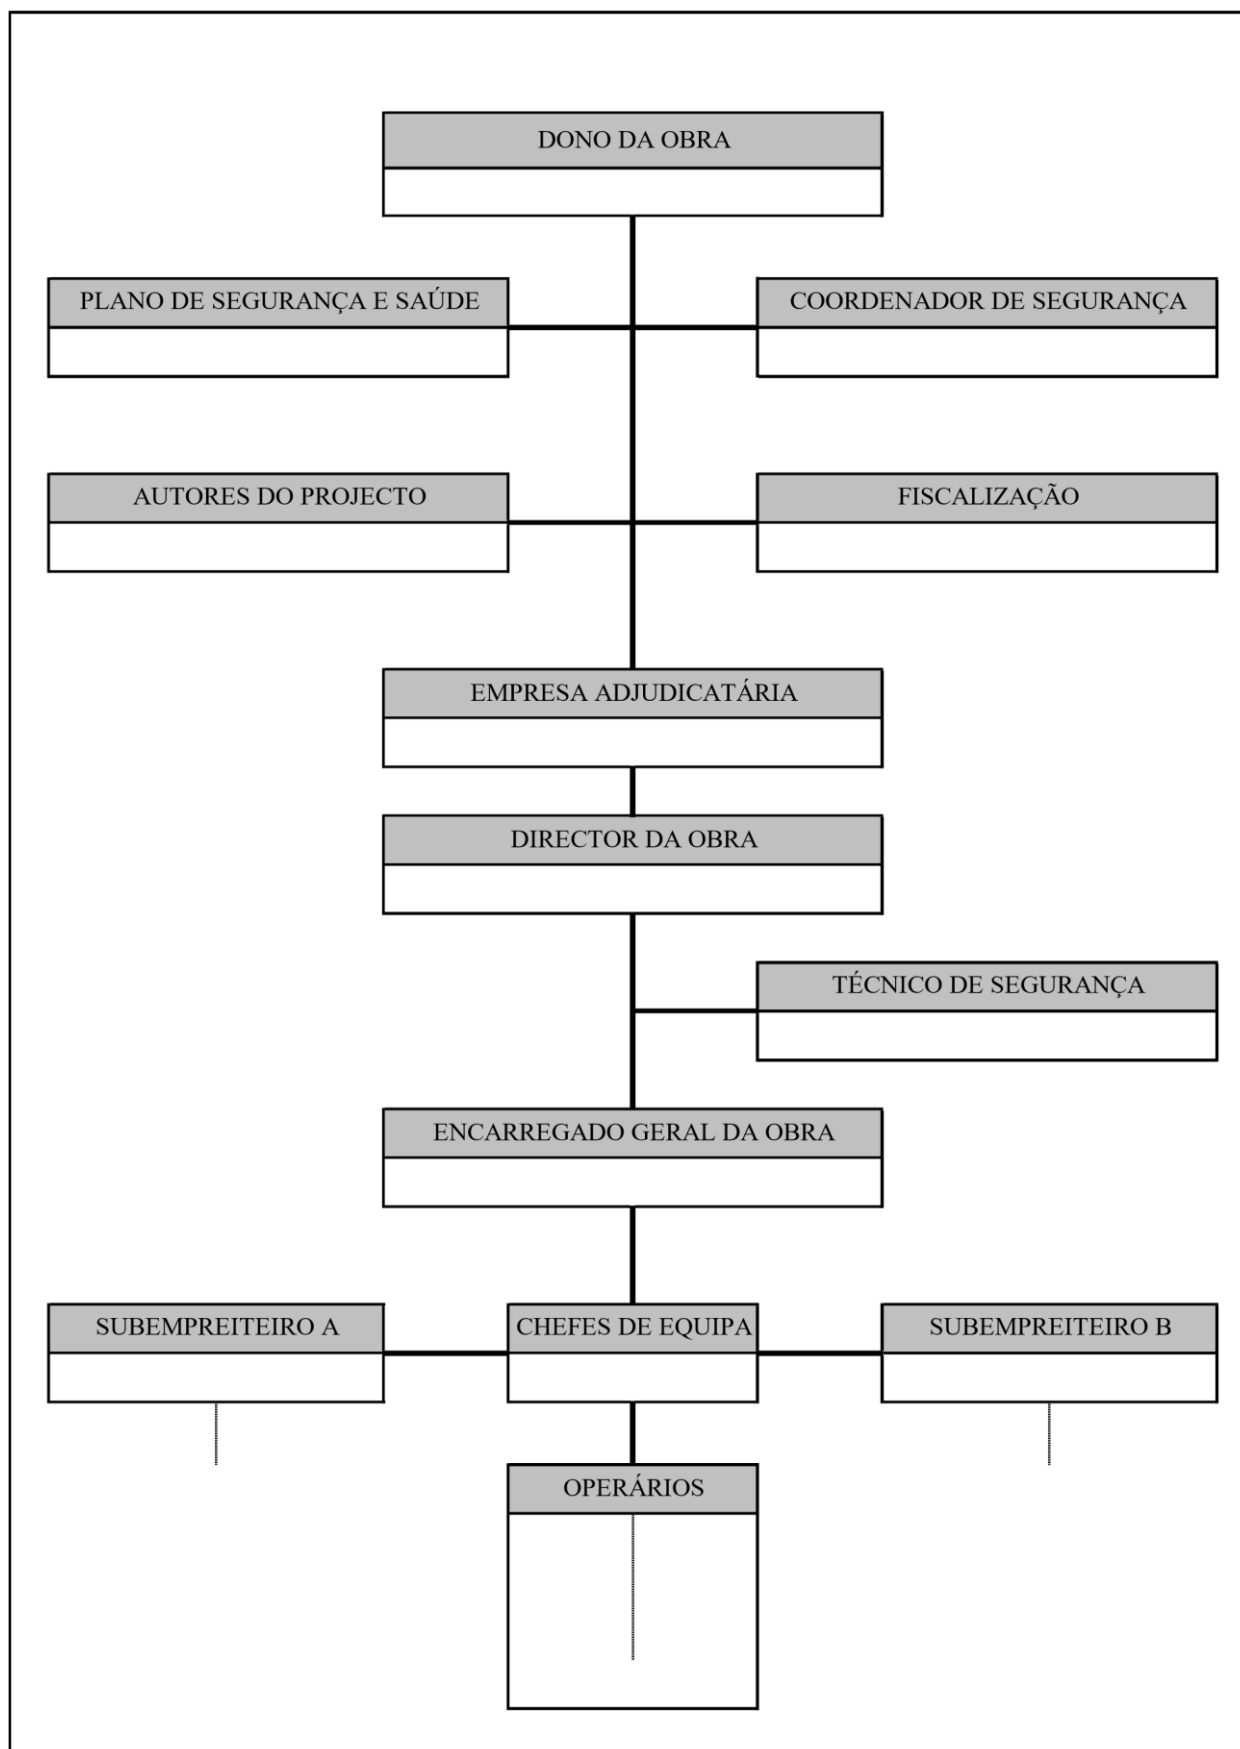 DONO DA OBRA
PLANO DE SEGURANÇA E SAÚDE
COORDENADOR DE SEGURANÇA
AUTORES DO PROJECTO
FISCALIZAÇÃO
EMPRESA ADJUDICATÁRIA
DIRECTOR DA OBRA
TÉCNICO DE SEGURANÇA
ENCARREGADO GERAL DA OBRA
SUBEMPREITEIRO A
CHEFES DE EQUIPA
SUBEMPREITEIRO B
OPERÁRIOS